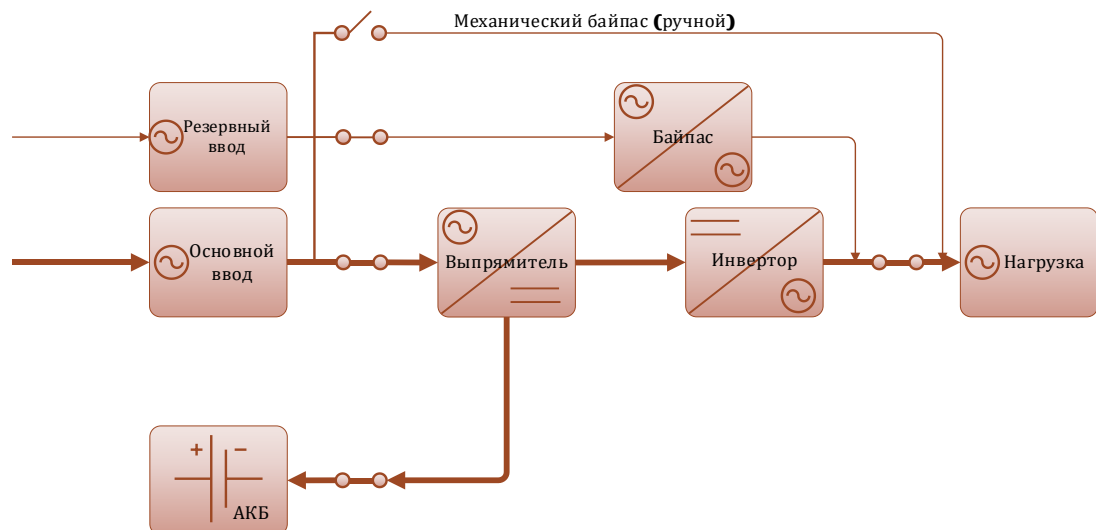 Механический байпас (ручной)
Резервный
ввод
Байпас
Основной
ввод
Выпрямитель
Инвертор
Нагрузка
+ −
АКБ